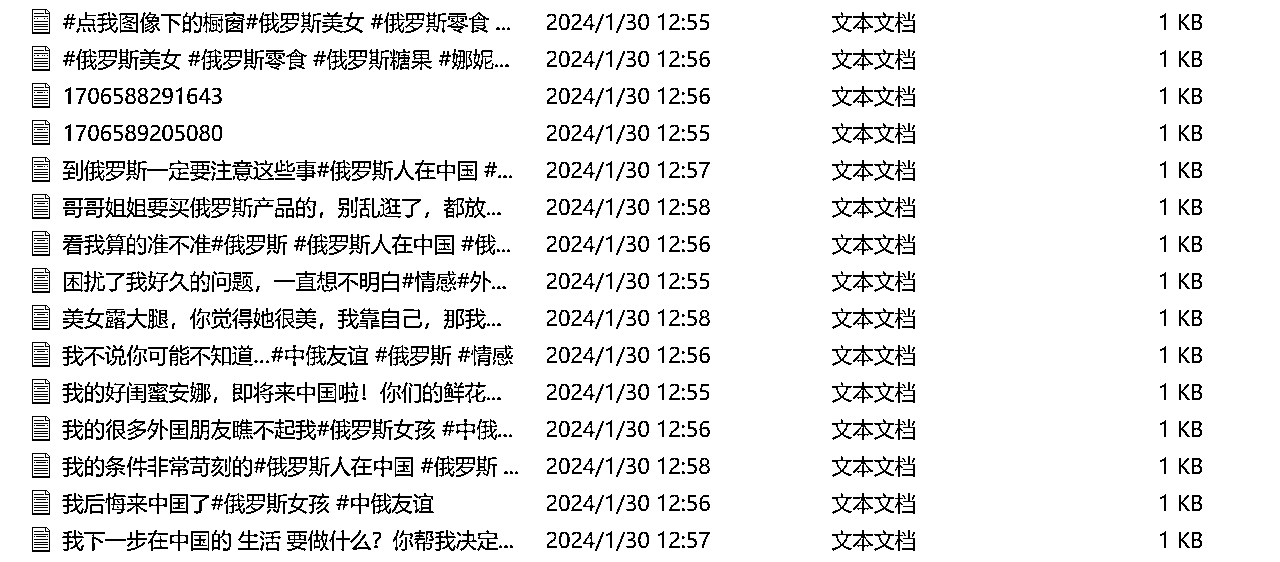 #点我图像下的橱窗#俄罗斯美女 #俄罗斯零食 ... 2024/1/30 12:55 文本文档 1 KB
#俄罗斯美女 #俄罗斯零食 #俄罗斯糖果 #娜妮... 2024/1/30 12:56 文本文档 1 KB
1706588291643 2024/1/30 12:56 文本文档 1 KB
1706589205080 2024/1/30 12:55 文本文档 1 KB
到俄罗斯一定要注意这些事#俄罗斯人在中国 #... 2024/1/30 12:57 文本文档 1 KB
哥哥姐姐要买俄罗斯产品的，别乱逛了，都放... 2024/1/30 12:58 文本文档 1 KB
看我算的准不准#俄罗斯 #俄罗斯人在中国 #俄... 2024/1/30 12:56 文本文档 1 KB
困扰了我好久的问题，一直想不明白#情感#外... 2024/1/30 12:55 文本文档 1 KB
美女露大腿，你觉得她很美，我靠自己，那我... 2024/1/30 12:58 文本文档 1 KB
我不说你可能不知道...#中俄友谊 #俄罗斯 #情感 2024/1/30 12:56 文本文档 1 KB
我的好闺蜜安娜，即将来中国啦！你们的鲜花... 2024/1/30 12:55 文本文档 1 KB
我的很多外国朋友瞧不起我#俄罗斯女孩 #中俄... 2024/1/30 12:56 文本文档 1 KB
我的条件非常苛刻的#俄罗斯人在中国 #俄罗斯 ... 2024/1/30 12:58 文本文档 1 KB
我后悔来中国了#俄罗斯女孩 #中俄友谊 2024/1/30 12:56 文本文档 1 KB
我下一步在中国的 生活 要做什么？你帮我决定... 2024/1/30 12:57 文本文档 1 KB